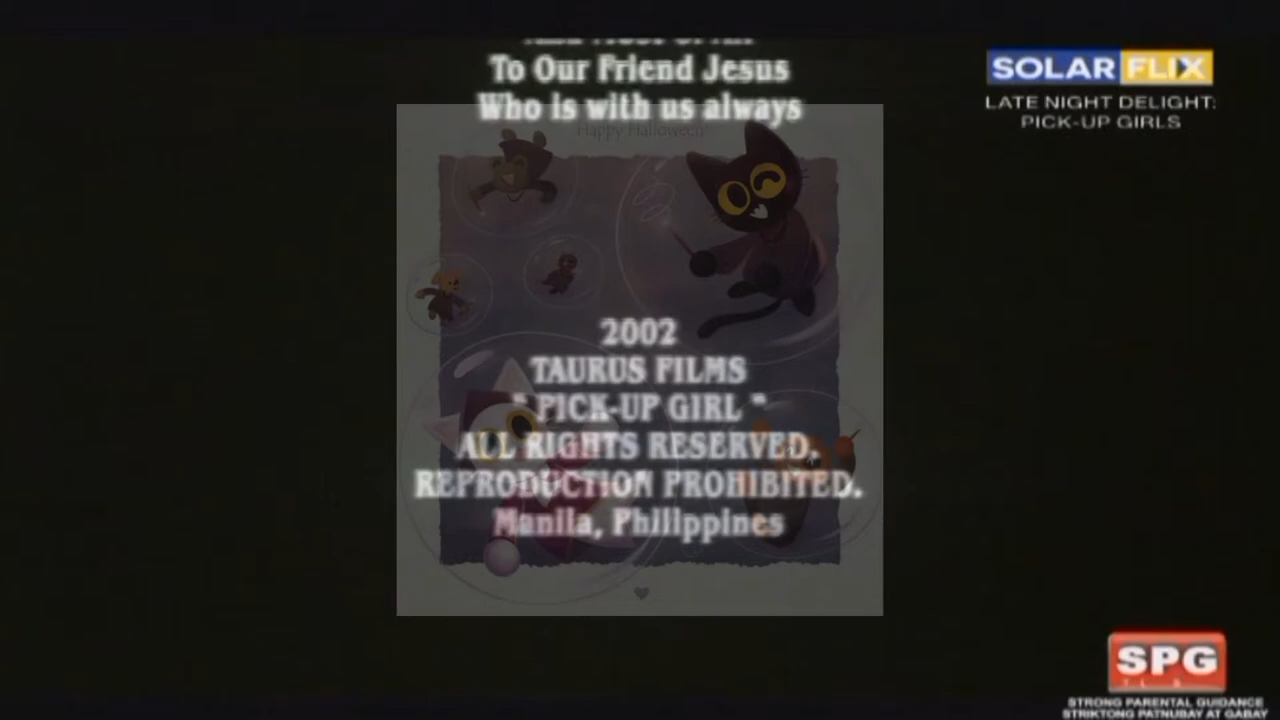 To Our Friend Jesus
Who is with us always
Happy Halloween!
2002
TAURUS FILMS
" PICK-UP GIRL "
ALL RIGHTS RESERVED.
REPRODUCTION PROHIBITED.
Manila, Philippines
SOLAR FLIX
LATE NIGHT DELIGHT:
PICK-UP GIRLS
SPG
STRONG PARENTAL GUIDANCE
STRIKTONG PATNUBAY AT GABAY